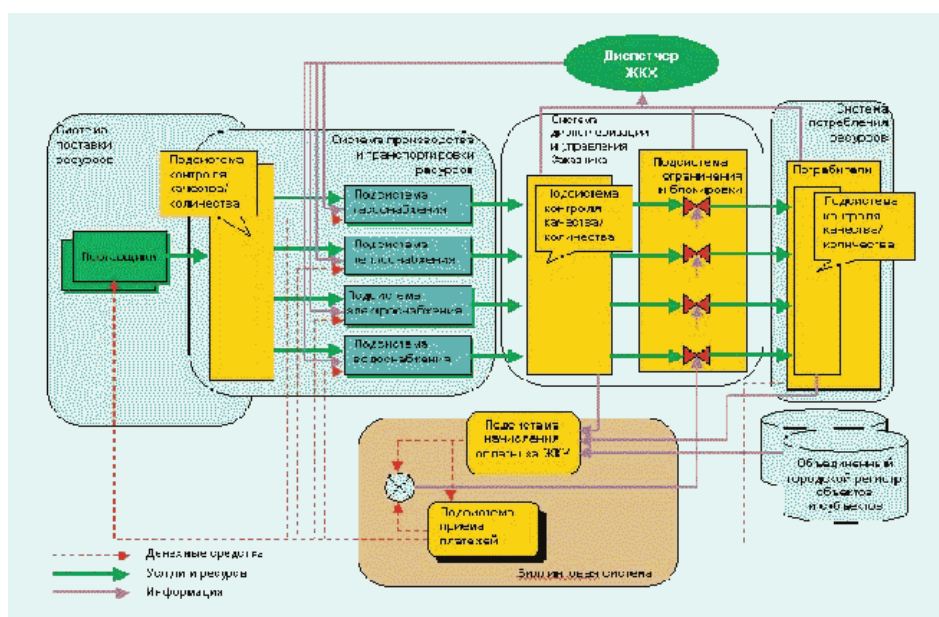 Диспетчер
ЖКХ
Система
поставки
ресурсов
Подсистема
контроля
качества/
количества
Поставщики
Система производства
и транспортировки
ресурсов
Подсистема
газоснабжения
Подсистема
теплоснабжения
Подсистема
электроснабжения
Подсистема
водоснабжения
Система
диспетчеризации
и управления
Заказчика
Подсистема
контроля
качества/
количества
Подсистема
ограничения
и блокировки
Система
потребления
ресурсов
Потребители
Подсистема
контроля
качества/
количества
Подсистема
начисления
оплаты за ЖКУ
Подсистема
приема
платежей
Биллинговая система
Объединенный
городской регистр
объектов
и субъектов
Денежные средства
Услуги и ресурсы
Информация